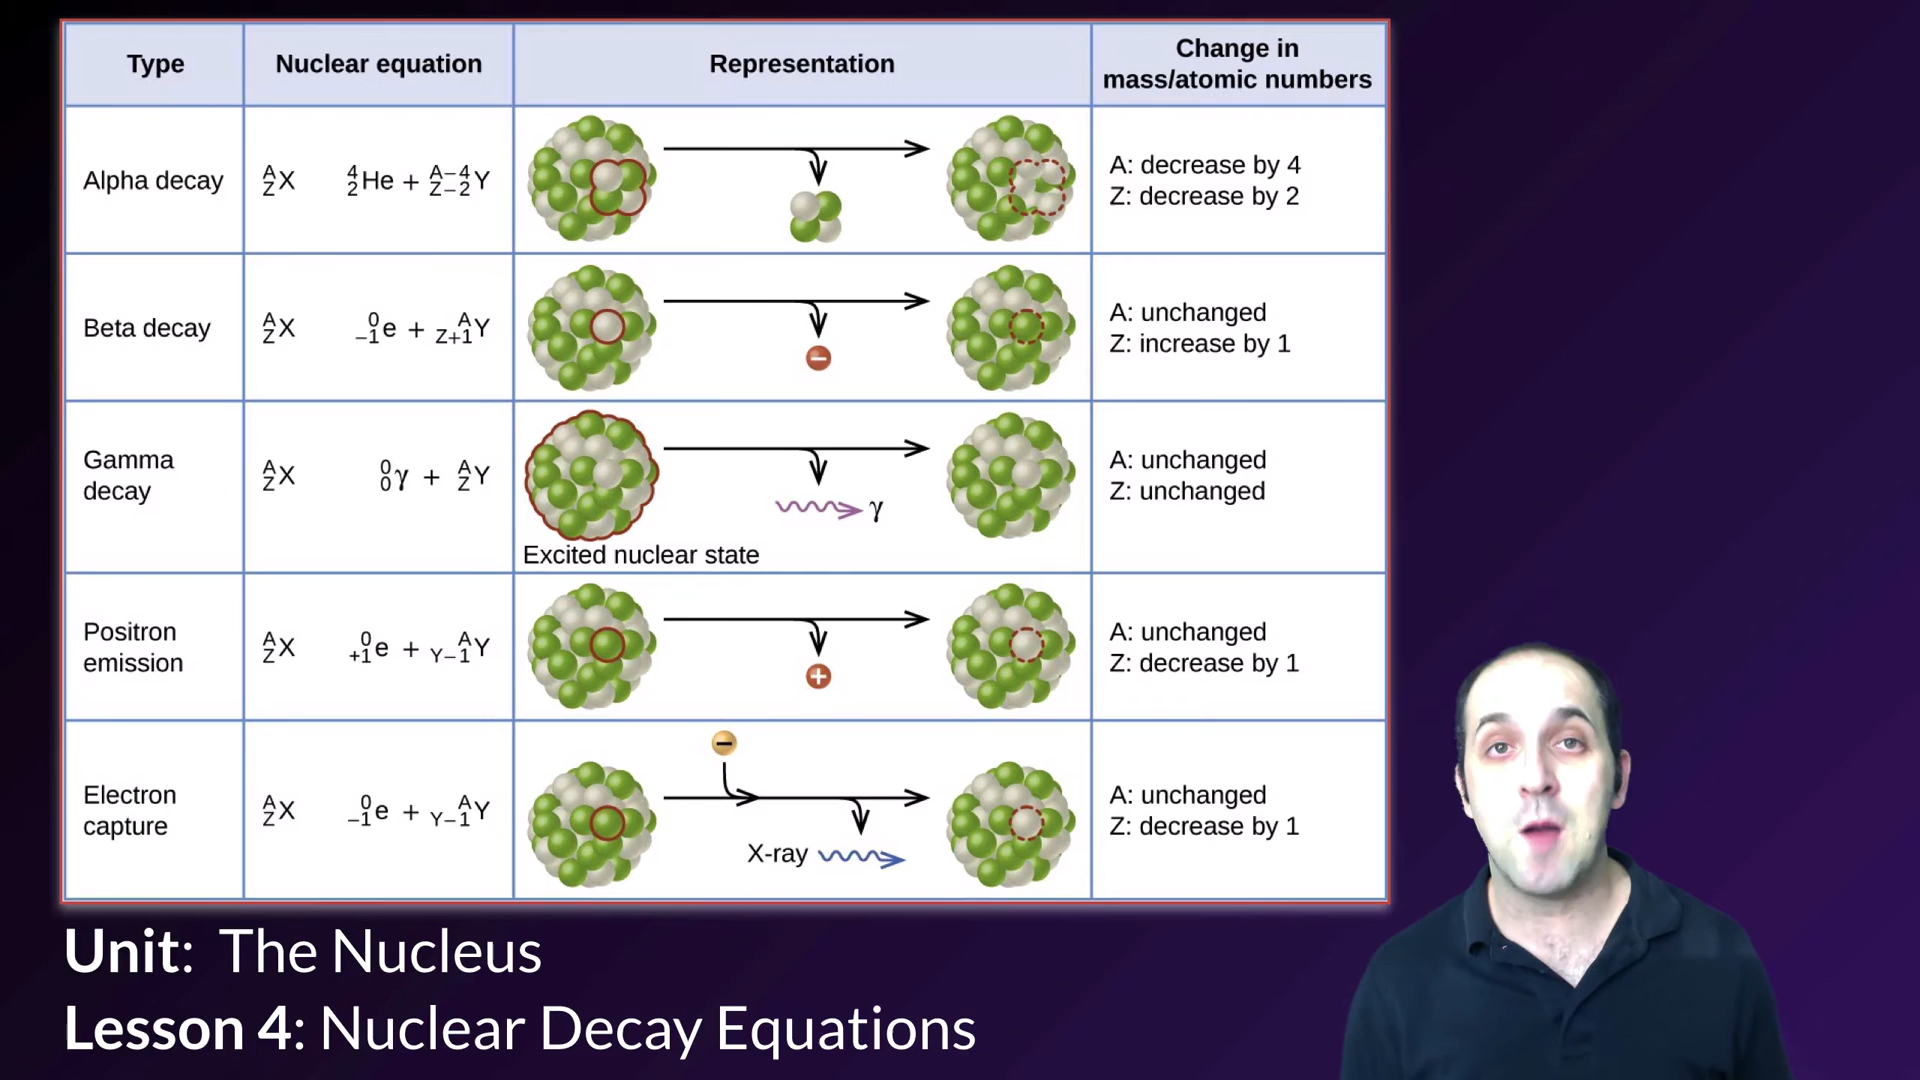 Type
Nuclear equation
Representation
Change in
mass/atomic numbers
Alpha decay
A Z X   4 2 He + A–4 Z–2 Y
A: decrease by 4
Z: decrease by 2
Beta decay
A Z X   0 –1 e + A Z+1 Y
–
A: unchanged
Z: increase by 1
Gamma
decay
A Z X   0 0 γ + A Z Y
γ
Excited nuclear state
A: unchanged
Z: unchanged
Positron
emission
A Z X   0 +1 e + A Y–1 Y
+
A: unchanged
Z: decrease by 1
Electron
capture
A Z X   0 –1 e + A Y–1 Y
–
X-ray
A: unchanged
Z: decrease by 1
Unit: The Nucleus
Lesson 4: Nuclear Decay Equations